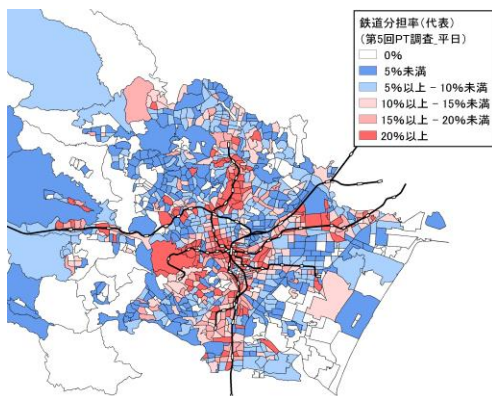 鉄道分担率(代表)
(第5回PT調査_平日)
0%
5%未満
5%以上 - 10%未満
10%以上 - 15%未満
15%以上 - 20%未満
20%以上